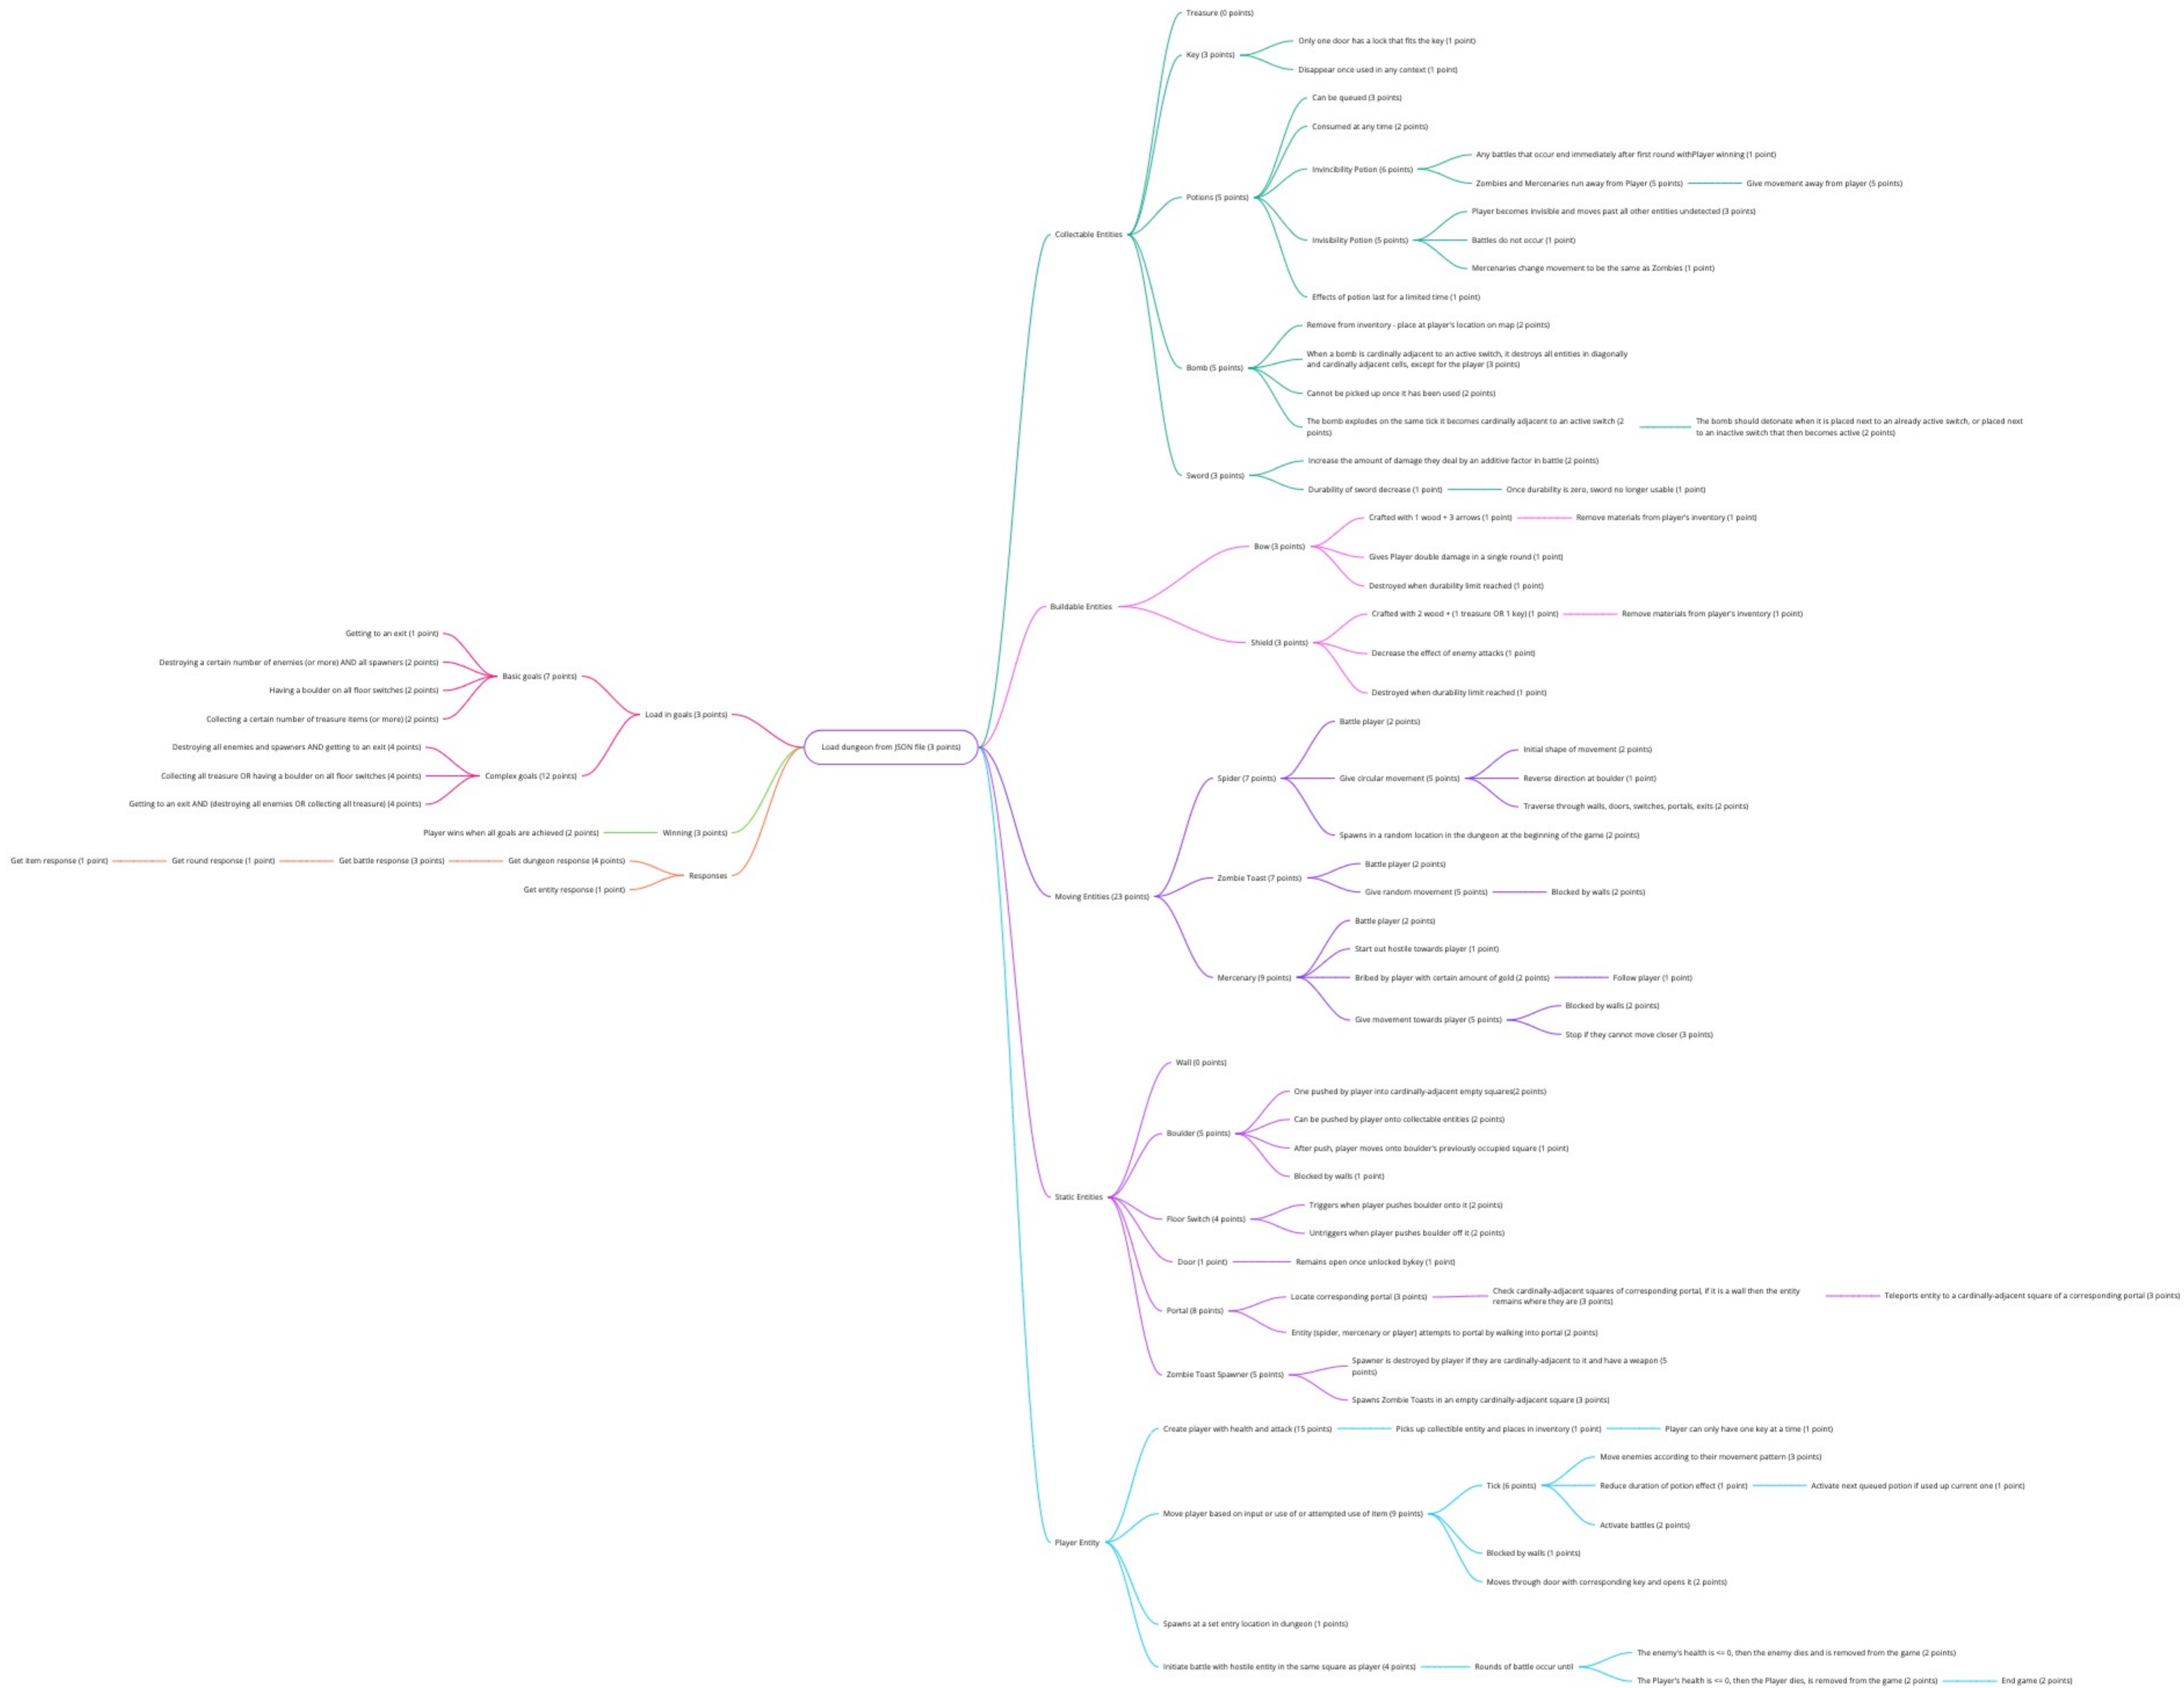 Treasure (0 points)
Key (3 points)
Only one door has a lock that fits the key (1 point)
Disappear once used in any context (1 point)
Can be queued (3 points)
Consumed at any time (2 points)
Any battles that occur end immediately after first round withPlayer winning (1 point)
Invincibility Potion (6 points)
Zombies and Mercenaries run away from Player (5 points)
Give movement away from player (5 points)
Potions (5 points)
Player becomes invisible and moves past all other entities undetected (3 points)
Invisibility Potion (5 points)
Battles do not occur (1 point)
Mercenaries change movement to be the same as Zombies (1 point)
Effects of potion last for a limited time (1 point)
Collectable Entities
Remove from inventory - place at player's location on map (2 points)
When a bomb is cardinally adjacent to an active switch, it destroys all entities in diagonally
and cardinally adjacent cells, except for the player (3 points)
Bomb (5 points)
Cannot be picked up once it has been used (2 points)
The bomb explodes on the same tick it becomes cardinally adjacent to an active switch (2
points)
The bomb should detonate when it is placed next to an already active switch, or placed next
to an inactive switch that then becomes active (2 points)
Sword (3 points)
Increase the amount of damage they deal by an additive factor in battle (2 points)
Durability of sword decrease (1 point)
Once durability is zero, sword no longer usable (1 point)
Buildable Entities
Bow (3 points)
Crafted with 1 wood + 3 arrows (1 point)
Remove materials from player's inventory (1 point)
Gives Player double damage in a single round (1 point)
Destroyed when durability limit reached (1 point)
Shield (3 points)
Crafted with 2 wood + (1 treasure OR 1 key) (1 point)
Remove materials from player's inventory (1 point)
Decrease the effect of enemy attacks (1 point)
Destroyed when durability limit reached (1 point)
Getting to an exit (1 point)
Destroying a certain number of enemies (or more) AND all spawners (2 points)
Basic goals (7 points)
Having a boulder on all floor switches (2 points)
Collecting a certain number of treasure items (or more) (2 points)
Load in goals (3 points)
Destroying all enemies and spawners AND getting to an exit (4 points)
Collecting all treasure OR having a boulder on all floor switches (4 points)
Complex goals (12 points)
Getting to an exit AND (destroying all enemies OR collecting all treasure) (4 points)
Load dungeon from JSON file (3 points)
Player wins when all goals are achieved (2 points)
Winning (3 points)
Get item response (1 point)
Get round response (1 point)
Get battle response (3 points)
Get dungeon response (4 points)
Responses
Get entity response (1 point)
Moving Entities (23 points)
Spider (7 points)
Battle player (2 points)
Give circular movement (5 points)
Initial shape of movement (2 points)
Reverse direction at boulder (1 point)
Traverse through walls, doors, switches, portals, exits (2 points)
Spawns in a random location in the dungeon at the beginning of the game (2 points)
Zombie Toast (7 points)
Battle player (2 points)
Give random movement (5 points)
Blocked by walls (2 points)
Mercenary (9 points)
Battle player (2 points)
Start out hostile towards player (1 point)
Bribed by player with certain amount of gold (2 points)
Follow player (1 point)
Give movement towards player (5 points)
Blocked by walls (2 points)
Stop if they cannot move closer (3 points)
Static Entities
Wall (0 points)
Boulder (5 points)
One pushed by player into cardinally-adjacent empty squares(2 points)
Can be pushed by player onto collectable entities (2 points)
After push, player moves onto boulder's previously occupied square (1 point)
Blocked by walls (1 point)
Floor Switch (4 points)
Triggers when player pushes boulder onto it (2 points)
Untriggers when player pushes boulder off it (2 points)
Door (1 point)
Remains open once unlocked bykey (1 point)
Portal (8 points)
Locate corresponding portal (3 points)
Check cardinally-adjacent squares of corresponding portal, if it is a wall then the entity
remains where they are (3 points)
Teleports entity to a cardinally-adjacent square of a corresponding portal (3 points)
Entity (spider, mercenary or player) attempts to portal by walking into portal (2 points)
Zombie Toast Spawner (5 points)
Spawner is destroyed by player if they are cardinally-adjacent to it and have a weapon (5
points)
Spawns Zombie Toasts in an empty cardinally-adjacent square (3 points)
Player Entity
Create player with health and attack (15 points)
Picks up collectible entity and places in inventory (1 point)
Player can only have one key at a time (1 point)
Move player based on input or use of or attempted use of item (9 points)
Tick (6 points)
Move enemies according to their movement pattern (3 points)
Reduce duration of potion effect (1 point)
Activate next queued potion if used up current one (1 point)
Activate battles (2 points)
Blocked by walls (1 points)
Moves through door with corresponding key and opens it (2 points)
Spawns at a set entry location in dungeon (1 points)
Initiate battle with hostile entity in the same square as player (4 points)
Rounds of battle occur until
The enemy's health is <= 0, then the enemy dies and is removed from the game (2 points)
The Player's health is <= 0, then the Player dies, is removed from the game (2 points)
End game (2 points)